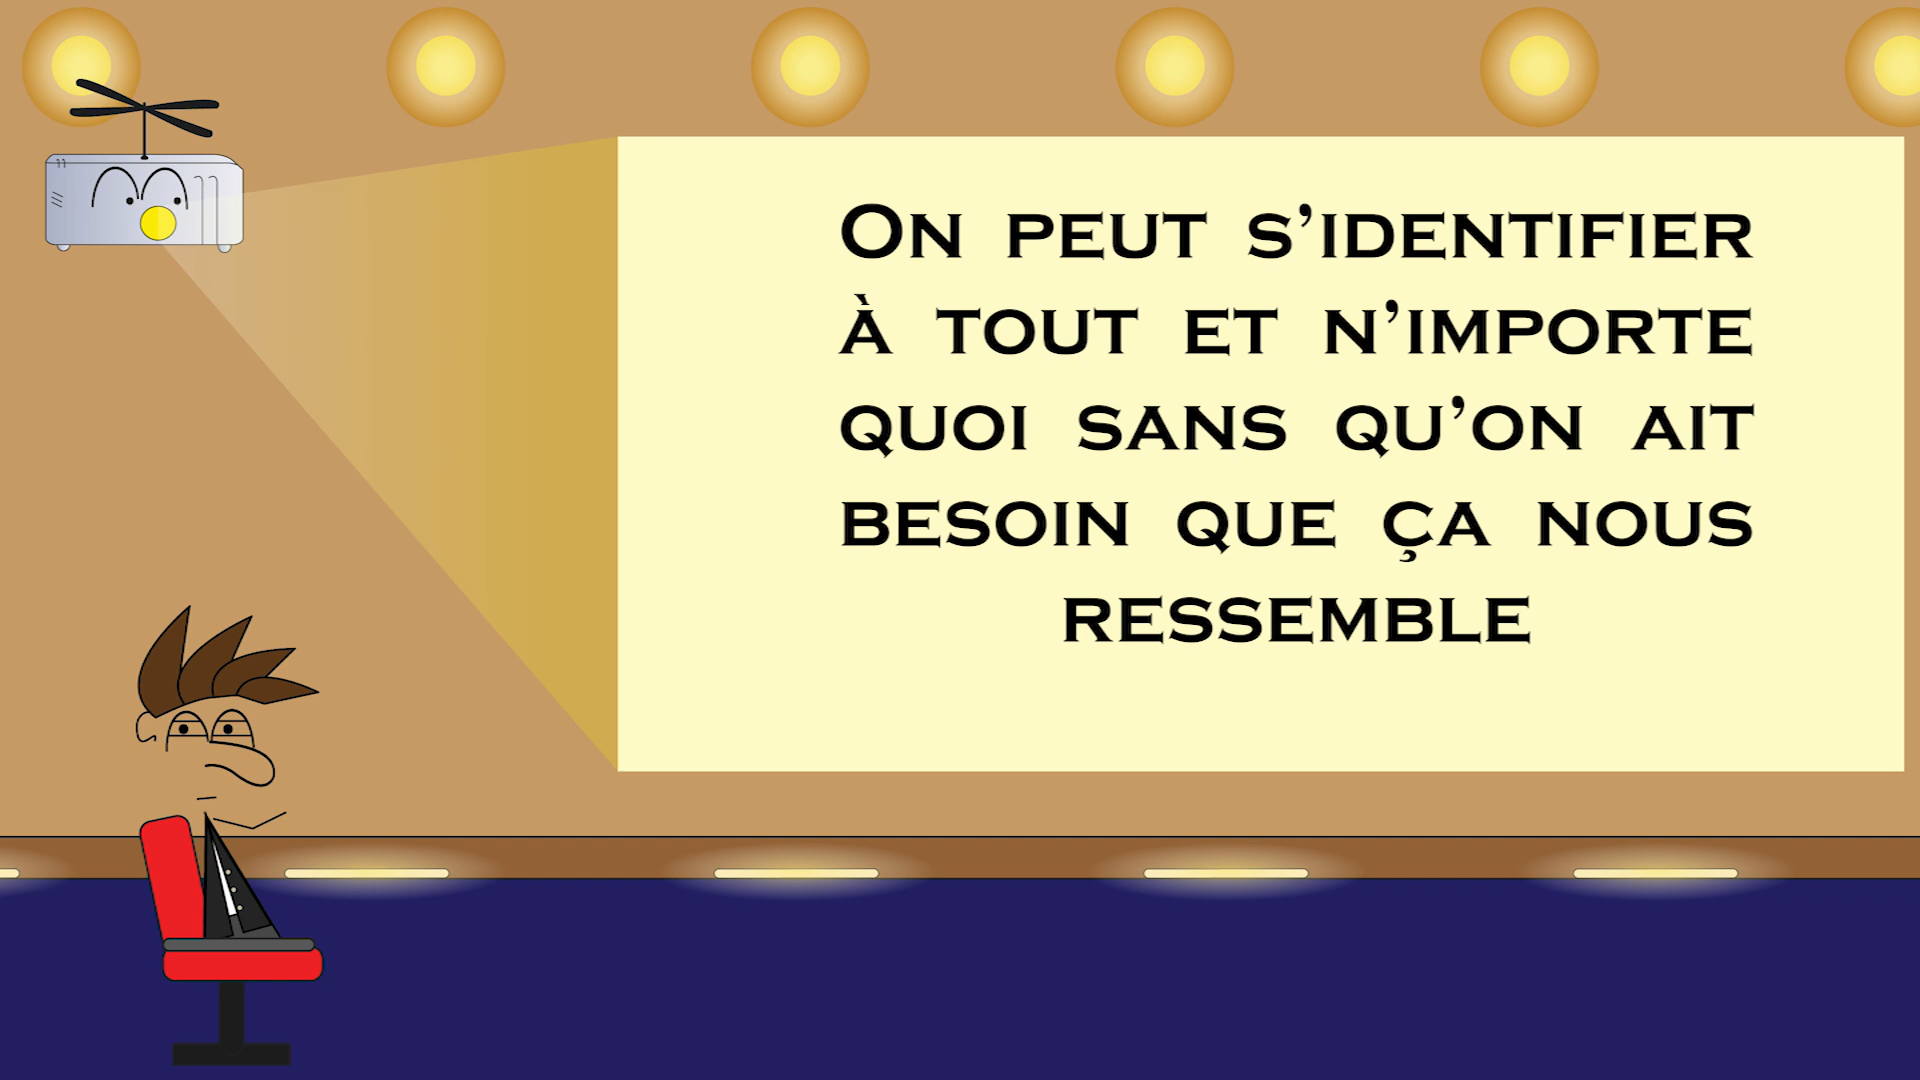 On peut s’identifier
à tout et n’importe
quoi sans qu’on ait
besoin que ça nous
ressemble